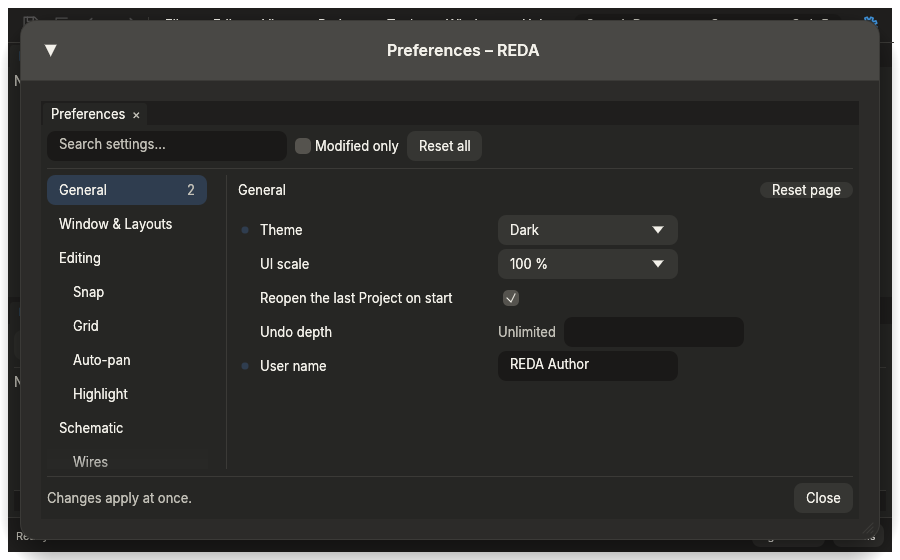 Preferences – REDA
Preferences ×
Search settings...
Modified only
Reset all
General 2
Window & Layouts
Editing
Snap
Grid
Auto-pan
Highlight
Schematic
Wires
General
Reset page
Theme Dark
UI scale 100 %
Reopen the last Project on start
Undo depth Unlimited
User name REDA Author
Changes apply at once.
Close